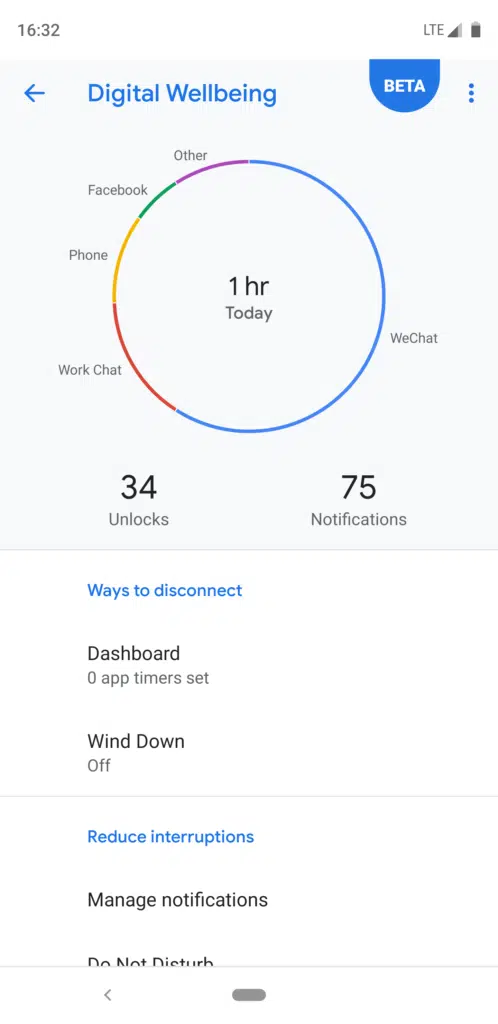 16:32
LTE
Digital Wellbeing
BETA
Other
Facebook
Phone
1 hr
Today
WeChat
Work Chat
34
Unlocks
75
Notifications
Ways to disconnect
Dashboard
0 app timers set
Wind Down
Off
Reduce interruptions
Manage notifications
Do Not Disturb